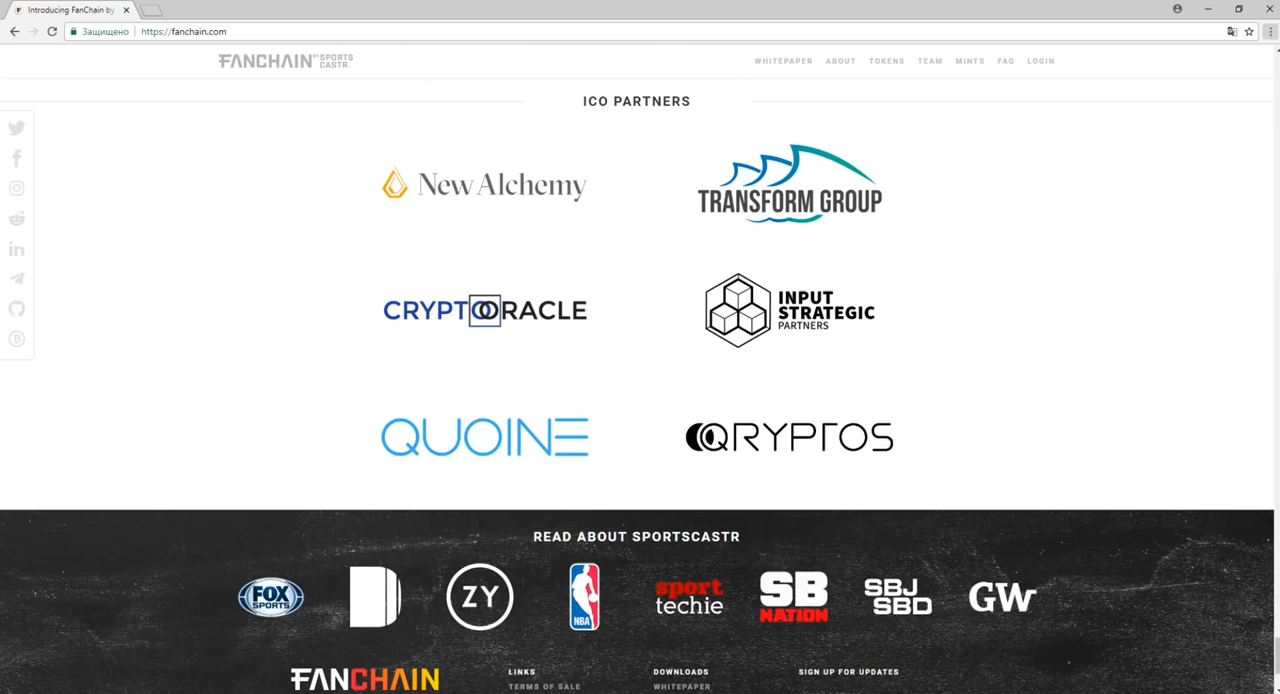 Introducing FanChain by
Защищено
https://fanchain.com
FANCHAIN BY SPORTS CASTR
WHITEPAPER ABOUT TOKENS TEAM MINTS FAQ LOGIN
ICO PARTNERS
New Alchemy
TRANSFORM GROUP
CRYPTOORACLE
INPUT
STRATEGIC
PARTNERS
QUOINE
QRYPTOS
READ ABOUT SPORTSCASTR
FOX
SPORTS
ZY
NBA
sport
techie
SB
NATION
SBJ
SBD
GW
FANCHAIN
LINKS
DOWNLOADS
SIGN UP FOR UPDATES
TERMS OF SALE
WHITEPAPER